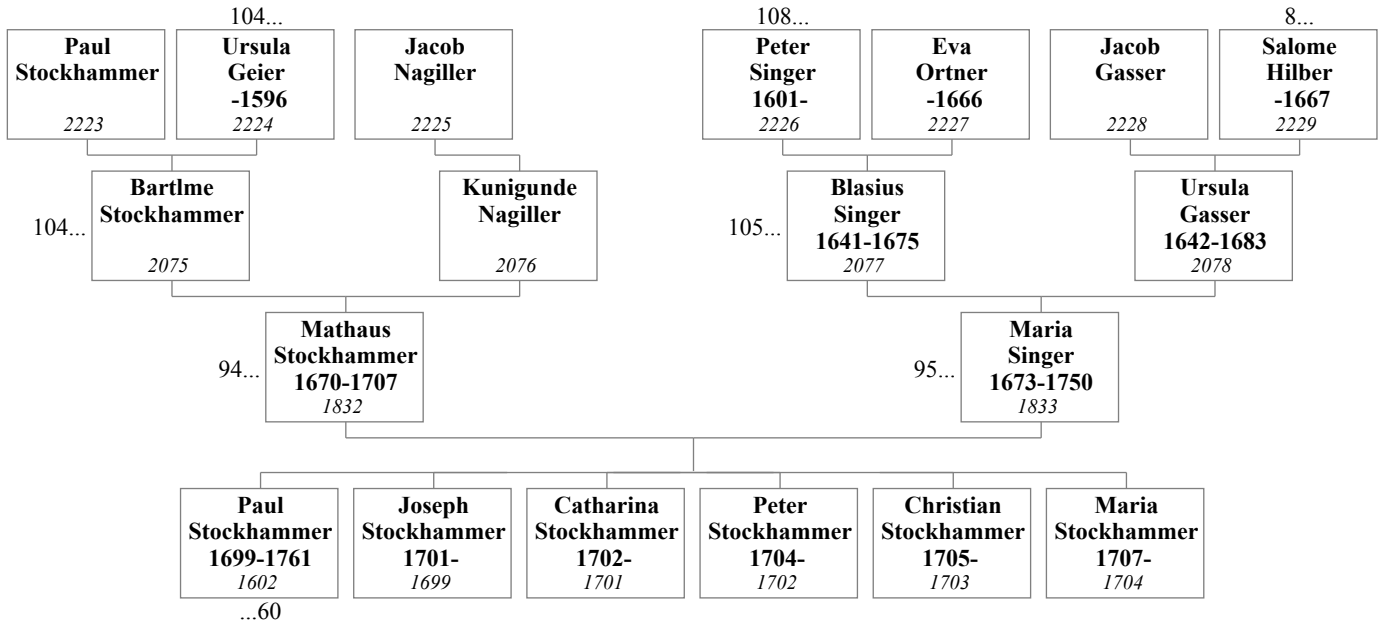 104...
108...
8...
Paul
Stockhammer
2223
Ursula
Geier
-1596
2224
Jacob
Nagiller
2225
Peter
Singer
1601-
2226
Eva
Ortner
-1666
2227
Jacob
Gasser
2228
Salome
Hilber
-1667
2229
104...
Bartlme
Stockhammer
2075
Kunigunde
Nagiller
2076
105...
Blasius
Singer
1641-1675
2077
Ursula
Gasser
1642-1683
2078
94...
Mathaus
Stockhammer
1670-1707
1832
95...
Maria
Singer
1673-1750
1833
Paul
Stockhammer
1699-1761
1602
Joseph
Stockhammer
1701-
1699
Catharina
Stockhammer
1702-
1701
Peter
Stockhammer
1704-
1702
Christian
Stockhammer
1705-
1703
Maria
Stockhammer
1707-
1704
...60